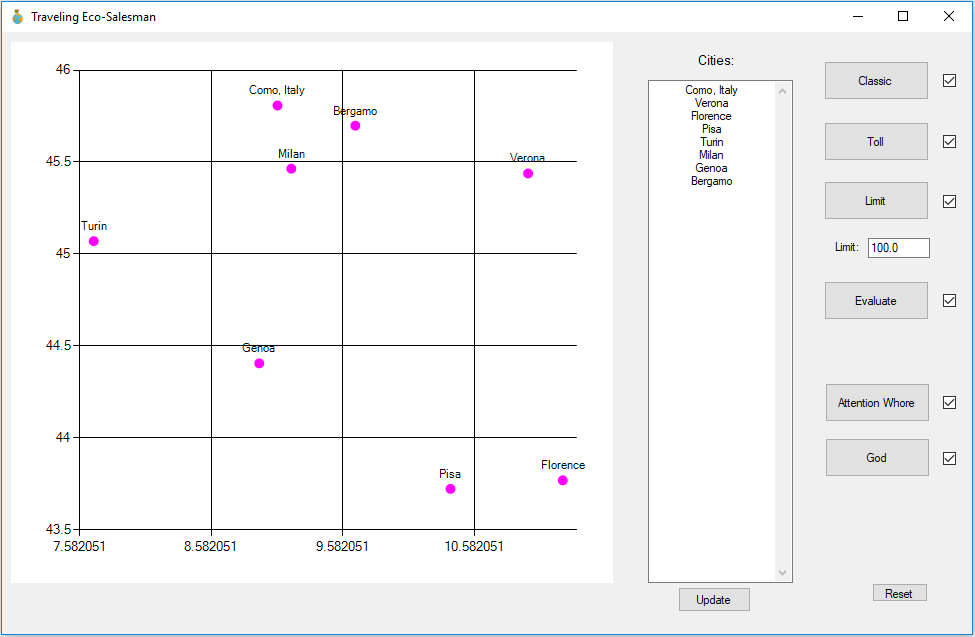 Traveling Eco-Salesman
46
Como, Italy
Bergamo
Milan
45.5
Verona
Turin
45
Genoa
44.5
44
Pisa
Florence
43.5
7.582051
8.582051
9.582051
10.582051
Cities:
Como, Italy
Verona
Florence
Pisa
Turin
Milan
Genoa
Bergamo
Update
Classic
Toll
Limit
Limit: 100.0
Evaluate
Attention Whore
God
Reset